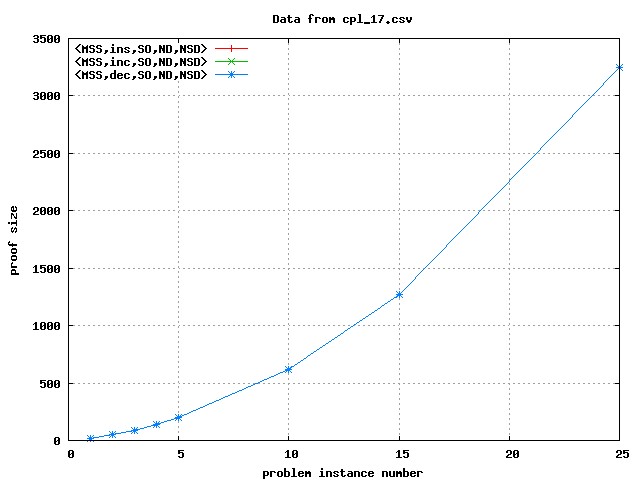 Data from cpl_17.csv
3500
3000
2500
2000
1500
1000
500
0
<MSS,ins,SO,ND,NSD>
<MSS,inc,SO,ND,NSD>
<MSS,dec,SO,ND,NSD>
proof size
0 5 10 15 20 25
problem instance number